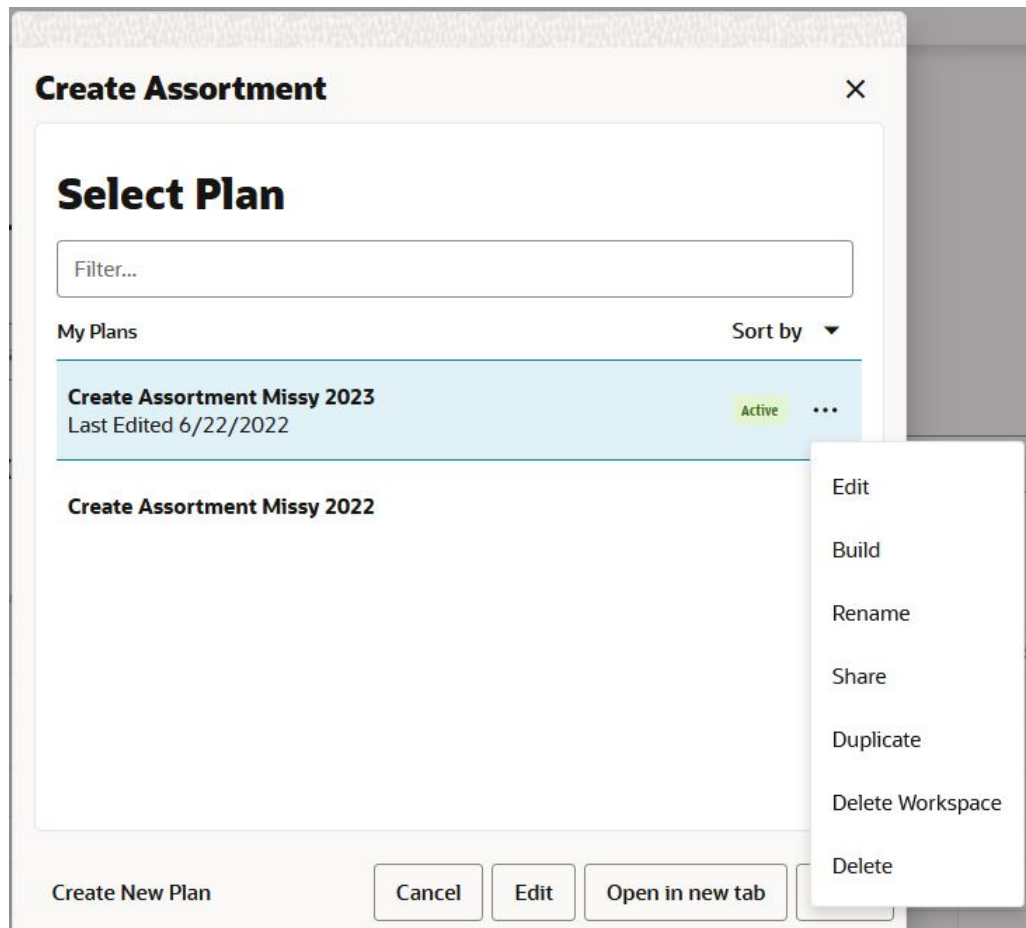 Create Assortment
Select Plan
Filter...
My Plans
Sort by
Create Assortment Missy 2023
Last Edited 6/22/2022
Active
Create Assortment Missy 2022
Edit
Build
Rename
Share
Duplicate
Delete Workspace
Delete
Create New Plan
Cancel
Edit
Open in new tab